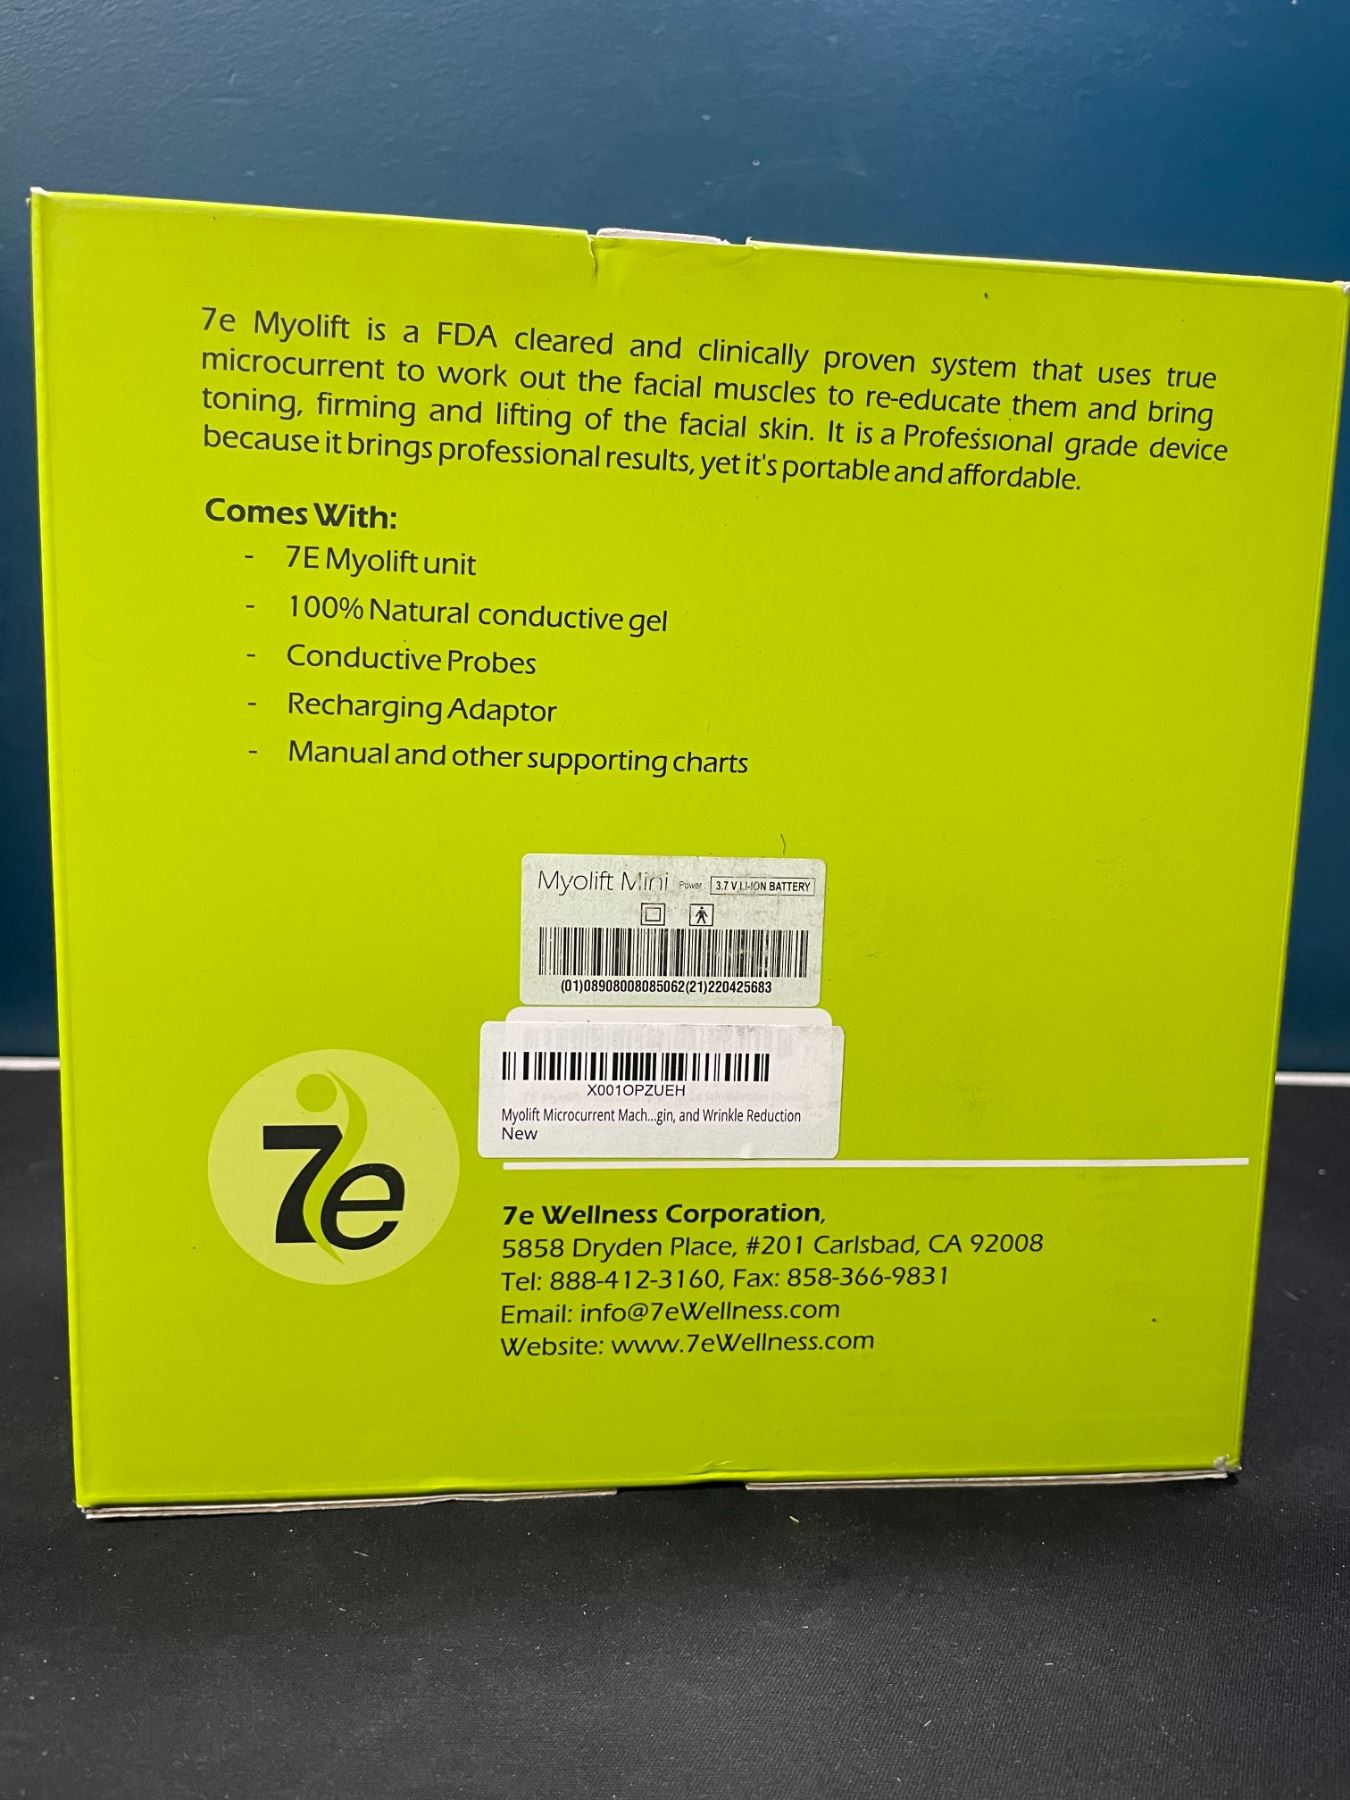 7e Myolift is a FDA cleared and clinically proven system that uses true
microcurrent to work out the facial muscles to re-educate them and bring
toning, firming and lifting of the facial skin. It is a Professional grade device
because it brings professional results, yet it's portable and affordable.
Comes With:
- 7E Myolift unit
- 100% Natural conductive gel
- Conductive Probes
- Recharging Adaptor
- Manual and other supporting charts
Myolift Mini Power 3.7 V LI-ION BATTERY
(01)08908008085062(21)220425683
X001OPZUEH
Myolift Microcurrent Mach...gin, and Wrinkle Reduction
New
7e
7e Wellness Corporation,
5858 Dryden Place, #201 Carlsbad, CA 92008
Tel: 888-412-3160, Fax: 858-366-9831
Email: info@7eWellness.com
Website: www.7eWellness.com